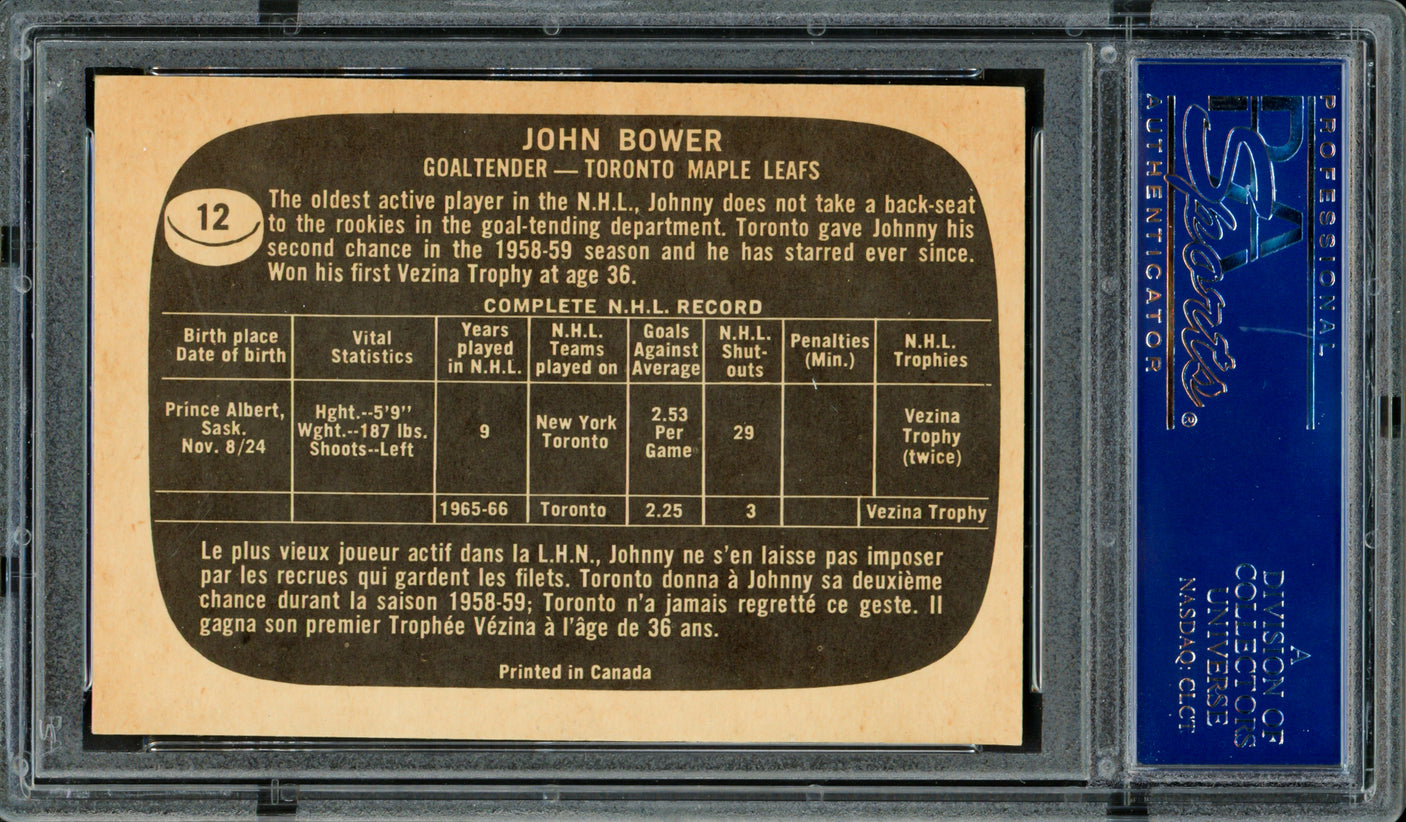 JOHN BOWER
GOALTENDER — TORONTO MAPLE LEAFS
12
The oldest active player in the N.H.L., Johnny does not take a back-seat
to the rookies in the goal-tending department. Toronto gave Johnny his
second chance in the 1958-59 season and he has starred ever since.
Won his first Vezina Trophy at age 36.
COMPLETE N.H.L. RECORD
Birth place
Date of birth
Vital
Statistics
Years
played
in N.H.L.
N.H.L.
Teams
played on
Goals
Against
Average
N.H.L.
Shut-
outs
Penalties
(Min.)
N.H.L.
Trophies
Prince Albert,
Sask.
Nov. 8/24
Hght.--5'9''
Wght.--187 lbs.
Shoots--Left
9
New York
Toronto
2.53
Per
Game
29
Vezina
Trophy
(twice)
1965-66
Toronto
2.25
3
Vezina Trophy
Le plus vieux joueur actif dans la L.H.N., Johnny ne s'en laisse pas imposer
par les recrues qui gardent les filets. Toronto donna à Johnny sa deuxième
chance durant la saison 1958-59; Toronto n'a jamais regretté ce geste. Il
gagna son premier Trophée Vézina à l'âge de 36 ans.
Printed in Canada
PROFESSIONAL
PSA
Sports®
AUTHENTICATOR
A
DIVISION OF
COLLECTORS
UNIVERSE
NASDAQ: CLCT